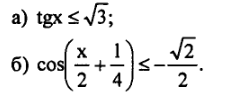 а) tgx ≤ √3;
б) cos(x/2 + 1/4) ≤ -√2/2.